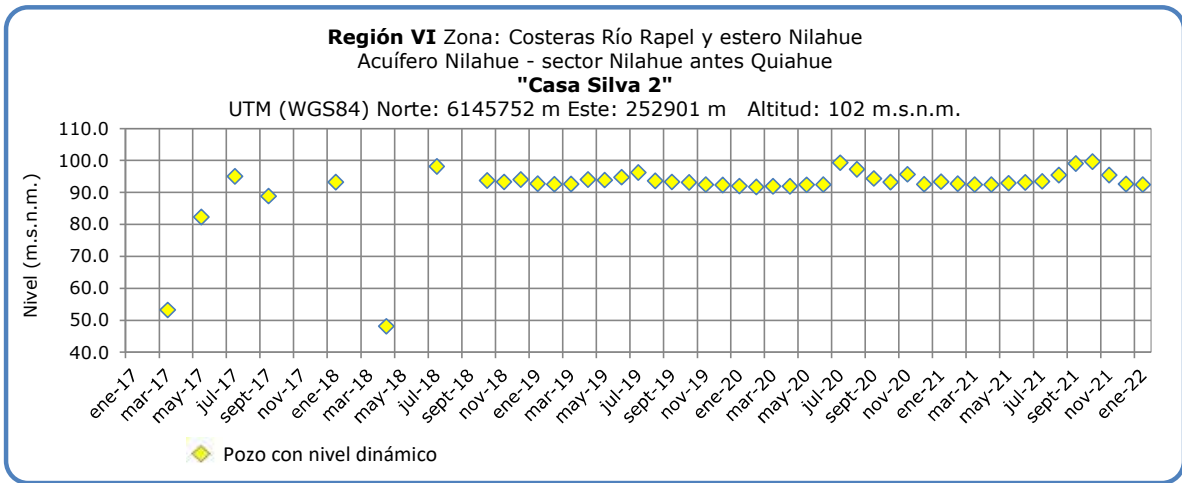 Región VI Zona: Costeras Río Rapel y estero Nilahue
Acuífero Nilahue - sector Nilahue antes Quiahue
"Casa Silva 2"
UTM (WGS84) Norte: 6145752 m Este: 252901 m Altitud: 102 m.s.n.m.
Nivel (m.s.n.m.)
110.0
100.0
90.0
80.0
70.0
60.0
50.0
40.0
ene-17
mar-17
may-17
jul-17
sept-17
nov-17
ene-18
mar-18
may-18
jul-18
sept-18
nov-18
ene-19
mar-19
may-19
jul-19
sept-19
nov-19
ene-20
mar-20
may-20
jul-20
sept-20
nov-20
ene-21
mar-21
may-21
jul-21
sept-21
nov-21
ene-22
Pozo con nivel dinámico